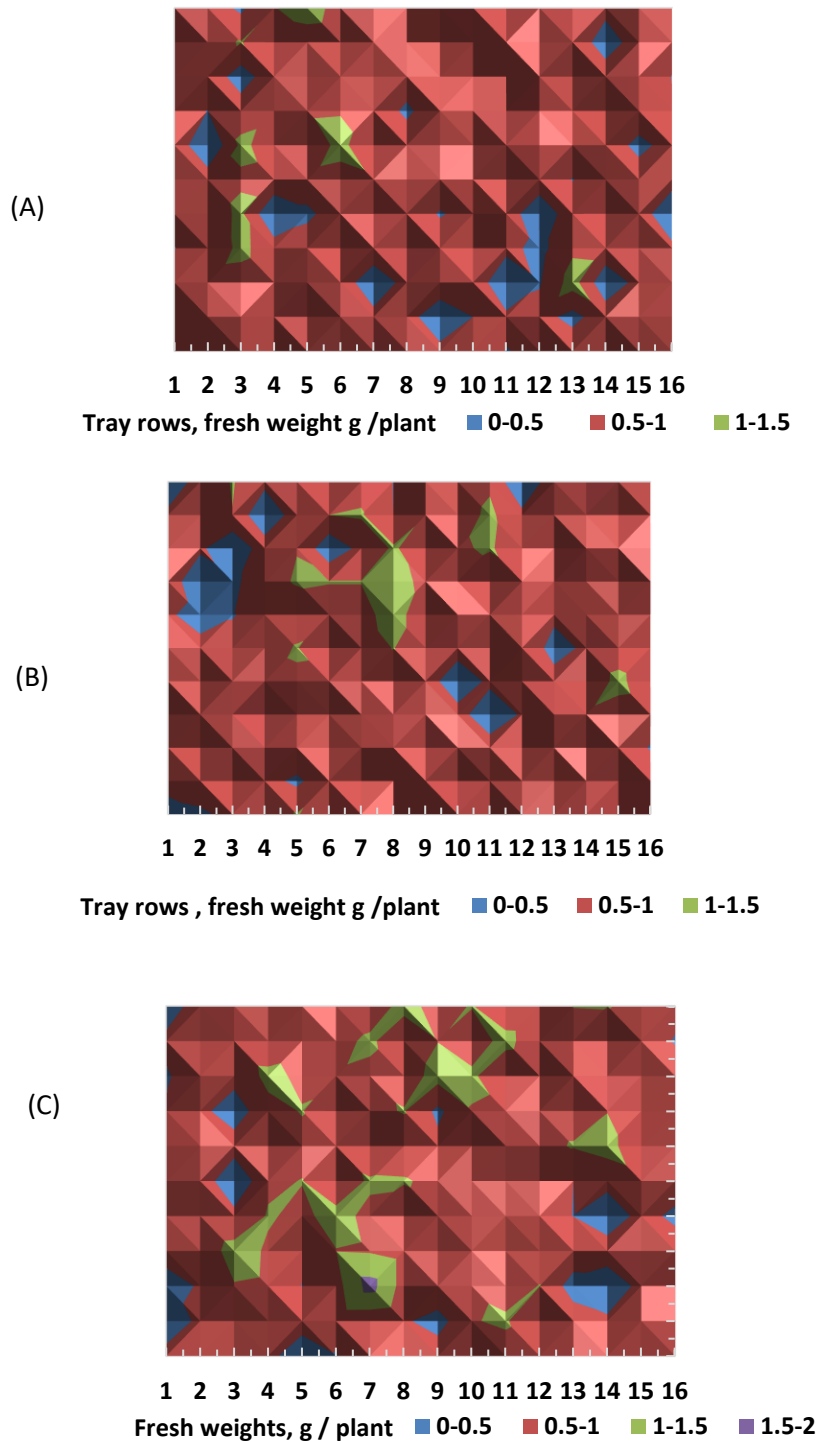 (A)
1 2 3 4 5 6 7 8 9 10 11 12 13 14 15 16
Tray rows, fresh weight g /plant 0-0.5 0.5-1 1-1.5
(B)
1 2 3 4 5 6 7 8 9 10 11 12 13 14 15 16
Tray rows , fresh weight g /plant 0-0.5 0.5-1 1-1.5
(C)
1 2 3 4 5 6 7 8 9 10 11 12 13 14 15 16
Fresh weights, g / plant 0-0.5 0.5-1 1-1.5 1.5-2